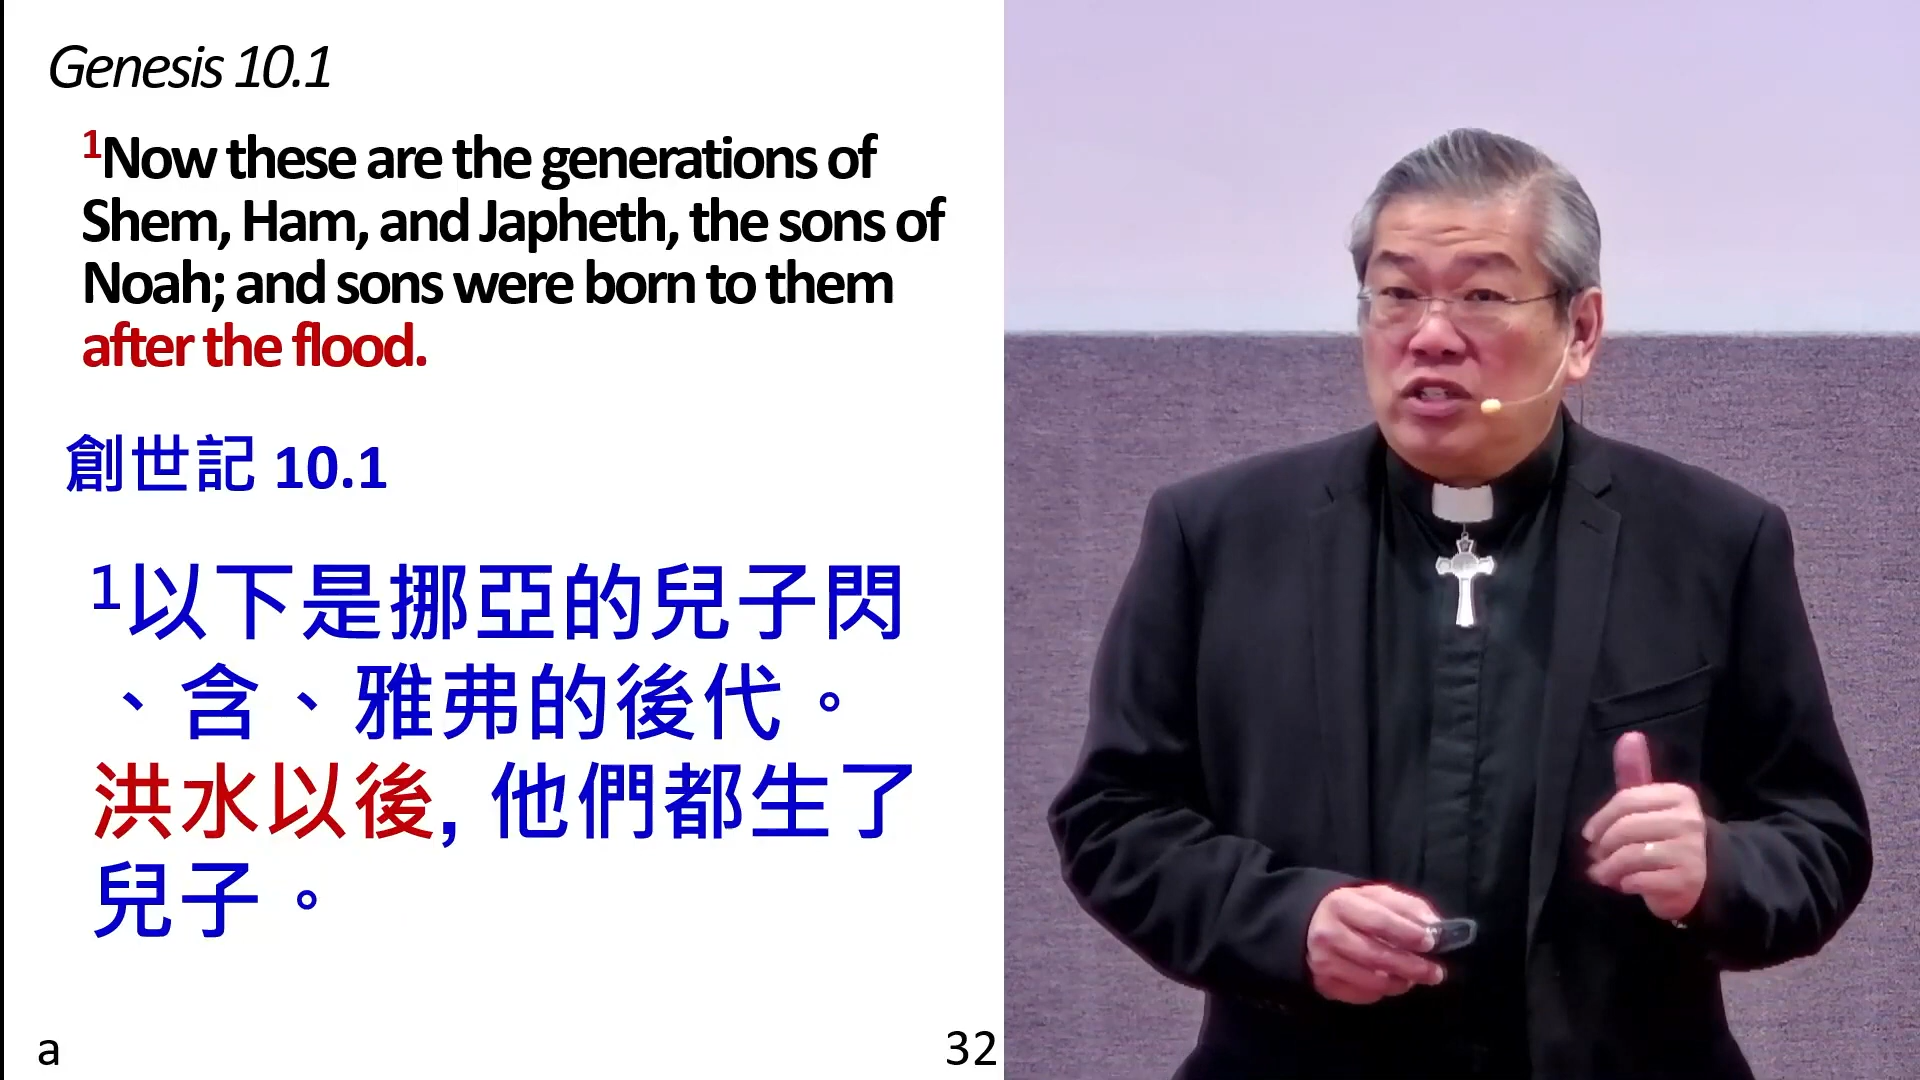 Genesis 10.1
¹Now these are the generations of
Shem, Ham, and Japheth, the sons of
Noah; and sons were born to them
after the flood.
創世記 10.1
¹以下是挪亞的兒子閃
、含、雅弗的後代。
洪水以後, 他們都生了
兒子。
a
32